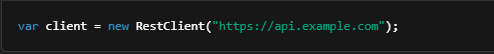 var client = new RestClient("https://api.example.com");